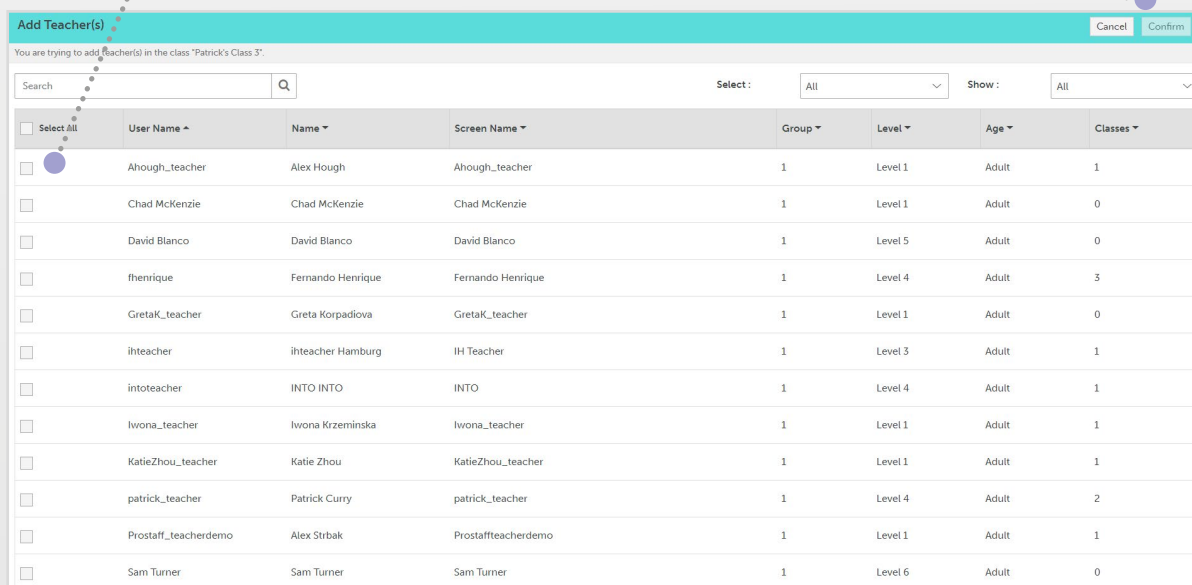 Add Teacher(s) Cancel Confirm
You are trying to add teacher(s) in the class "Patrick's Class 3".
Search Select : All Show : All
Select All User Name Name Screen Name Group Level Age Classes
Ahough_teacher Alex Hough Ahough_teacher 1 Level 1 Adult 1
Chad McKenzie Chad McKenzie Chad McKenzie 1 Level 1 Adult 0
David Blanco David Blanco David Blanco 1 Level 5 Adult 0
fhenrique Fernando Henrique Fernando Henrique 1 Level 4 Adult 3
GretaK_teacher Greta Korpadiova GretaK_teacher 1 Level 1 Adult 0
ihteacher ihteacher Hamburg IH Teacher 1 Level 3 Adult 1
intoteacher INTO INTO INTO 1 Level 4 Adult 1
Iwona_teacher Iwona Krzeminska Iwona_teacher 1 Level 1 Adult 1
KatieZhou_teacher Katie Zhou KatieZhou_teacher 1 Level 1 Adult 1
patrick_teacher Patrick Curry patrick_teacher 1 Level 4 Adult 2
Prostaff_teacherdemo Alex Strbak Prostaffteacherdemo 1 Level 1 Adult 1
Sam Turner Sam Turner Sam Turner 1 Level 6 Adult 0